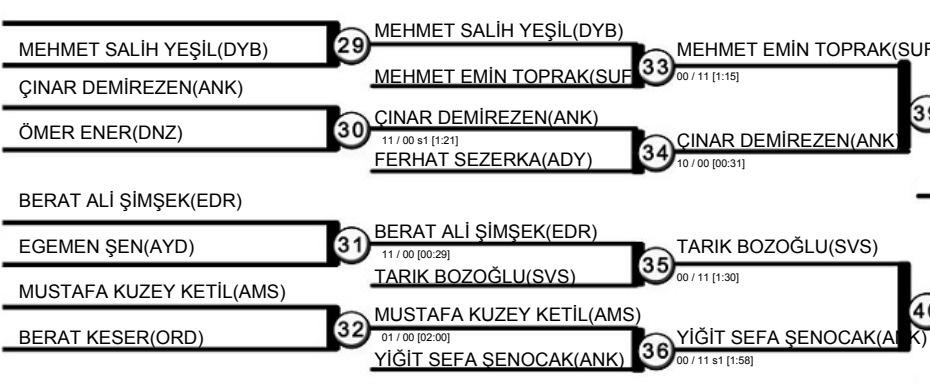 MEHMET SALİH YEŞİL(DYB)
29
MEHMET SALİH YEŞİL(DYB)
MEHMET EMİN TOPRAK(SUF
33
MEHMET EMİN TOPRAK(SUF
00 / 11 [1:15]
ÇINAR DEMİREZEN(ANK)
ÖMER ENER(DNZ)
30
ÇINAR DEMİREZEN(ANK)
11 / 00 s1 [1:21]
FERHAT SEZERKA(ADY)
34
ÇINAR DEMİREZEN(ANK)
10 / 00 [00:31]
39
BERAT ALİ ŞİMŞEK(EDR)
EGEMEN ŞEN(AYD)
31
BERAT ALİ ŞİMŞEK(EDR)
11 / 00 [00:29]
TARIK BOZOĞLU(SVS)
35
TARIK BOZOĞLU(SVS)
00 / 11 [1:30]
MUSTAFA KUZEY KETİL(AMS)
BERAT KESER(ORD)
32
MUSTAFA KUZEY KETİL(AMS)
01 / 00 [02:00]
YİĞİT SEFA ŞENOCAK(ANK)
36
YİĞİT SEFA ŞENOCAK(ANK)
00 / 11 s1 [1:58]
40